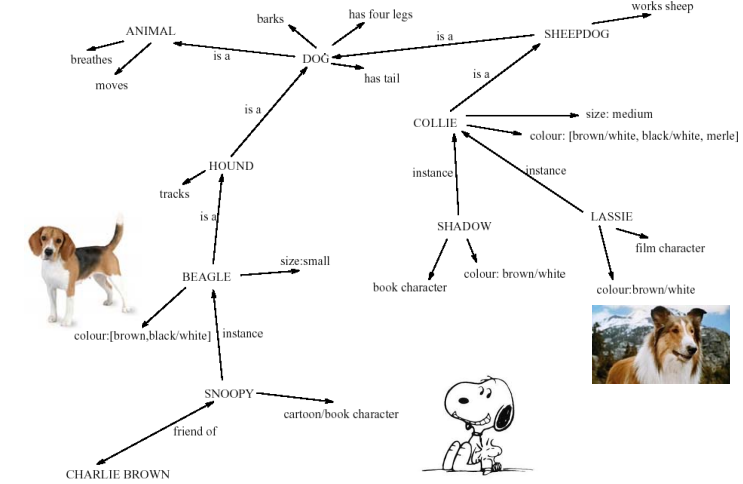 works sheep
has four legs
barks
ANIMAL
SHEEPDOG
is a
is a
breathes
DOG
has tail
moves
is a
is a
size: medium
COLLIE
colour: [brown/white, black/white, merle]
HOUND
instance
instance
tracks
is a
LASSIE
SHADOW
film character
size:small
BEAGLE
colour: brown/white
book character
colour:brown/white
colour:[brown,black/white]
instance
SNOOPY
cartoon/book character
friend of
CHARLIE BROWN